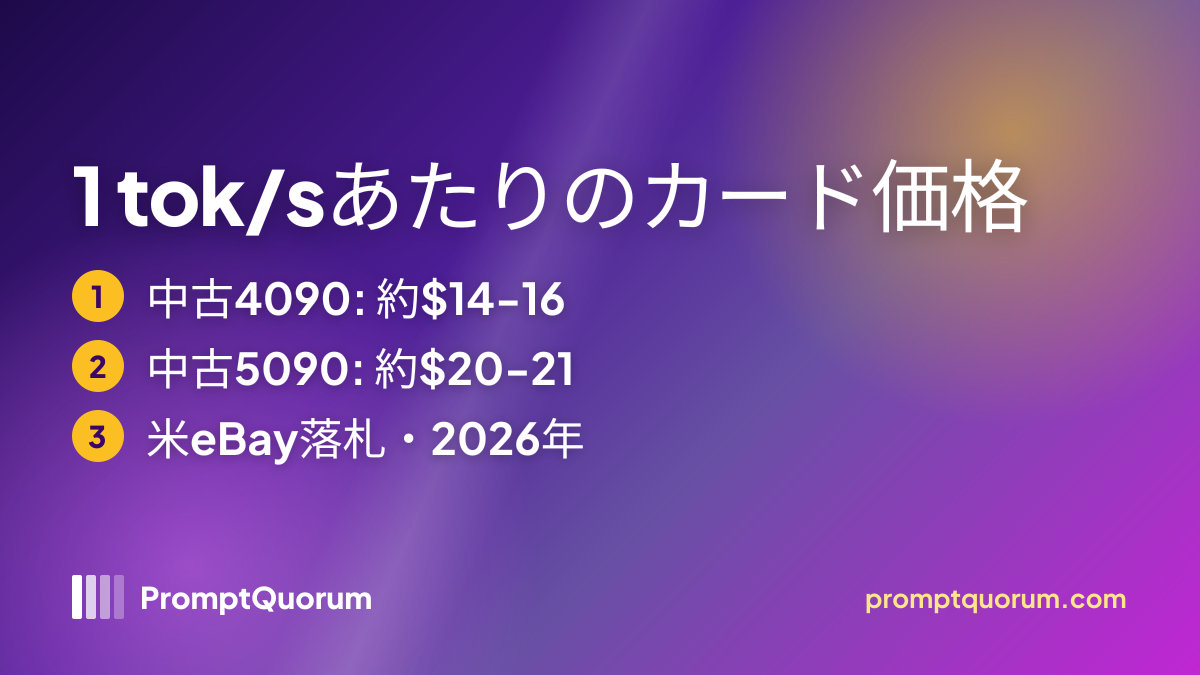 1 tok/sあたりのカード価格
1 中古4090: 約$14–16
2 中古5090: 約$20–21
3 米eBay落札・2026年
PromptQuorum
promptquorum.com